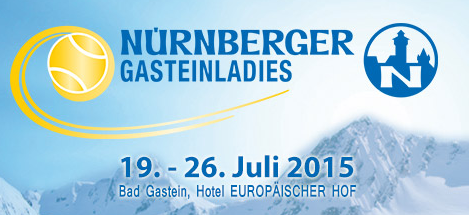 NÜRNBERGER
GASTEINLADIES
N
19. - 26. Juli 2015
Bad Gastein, Hotel EUROPÄISCHER HOF